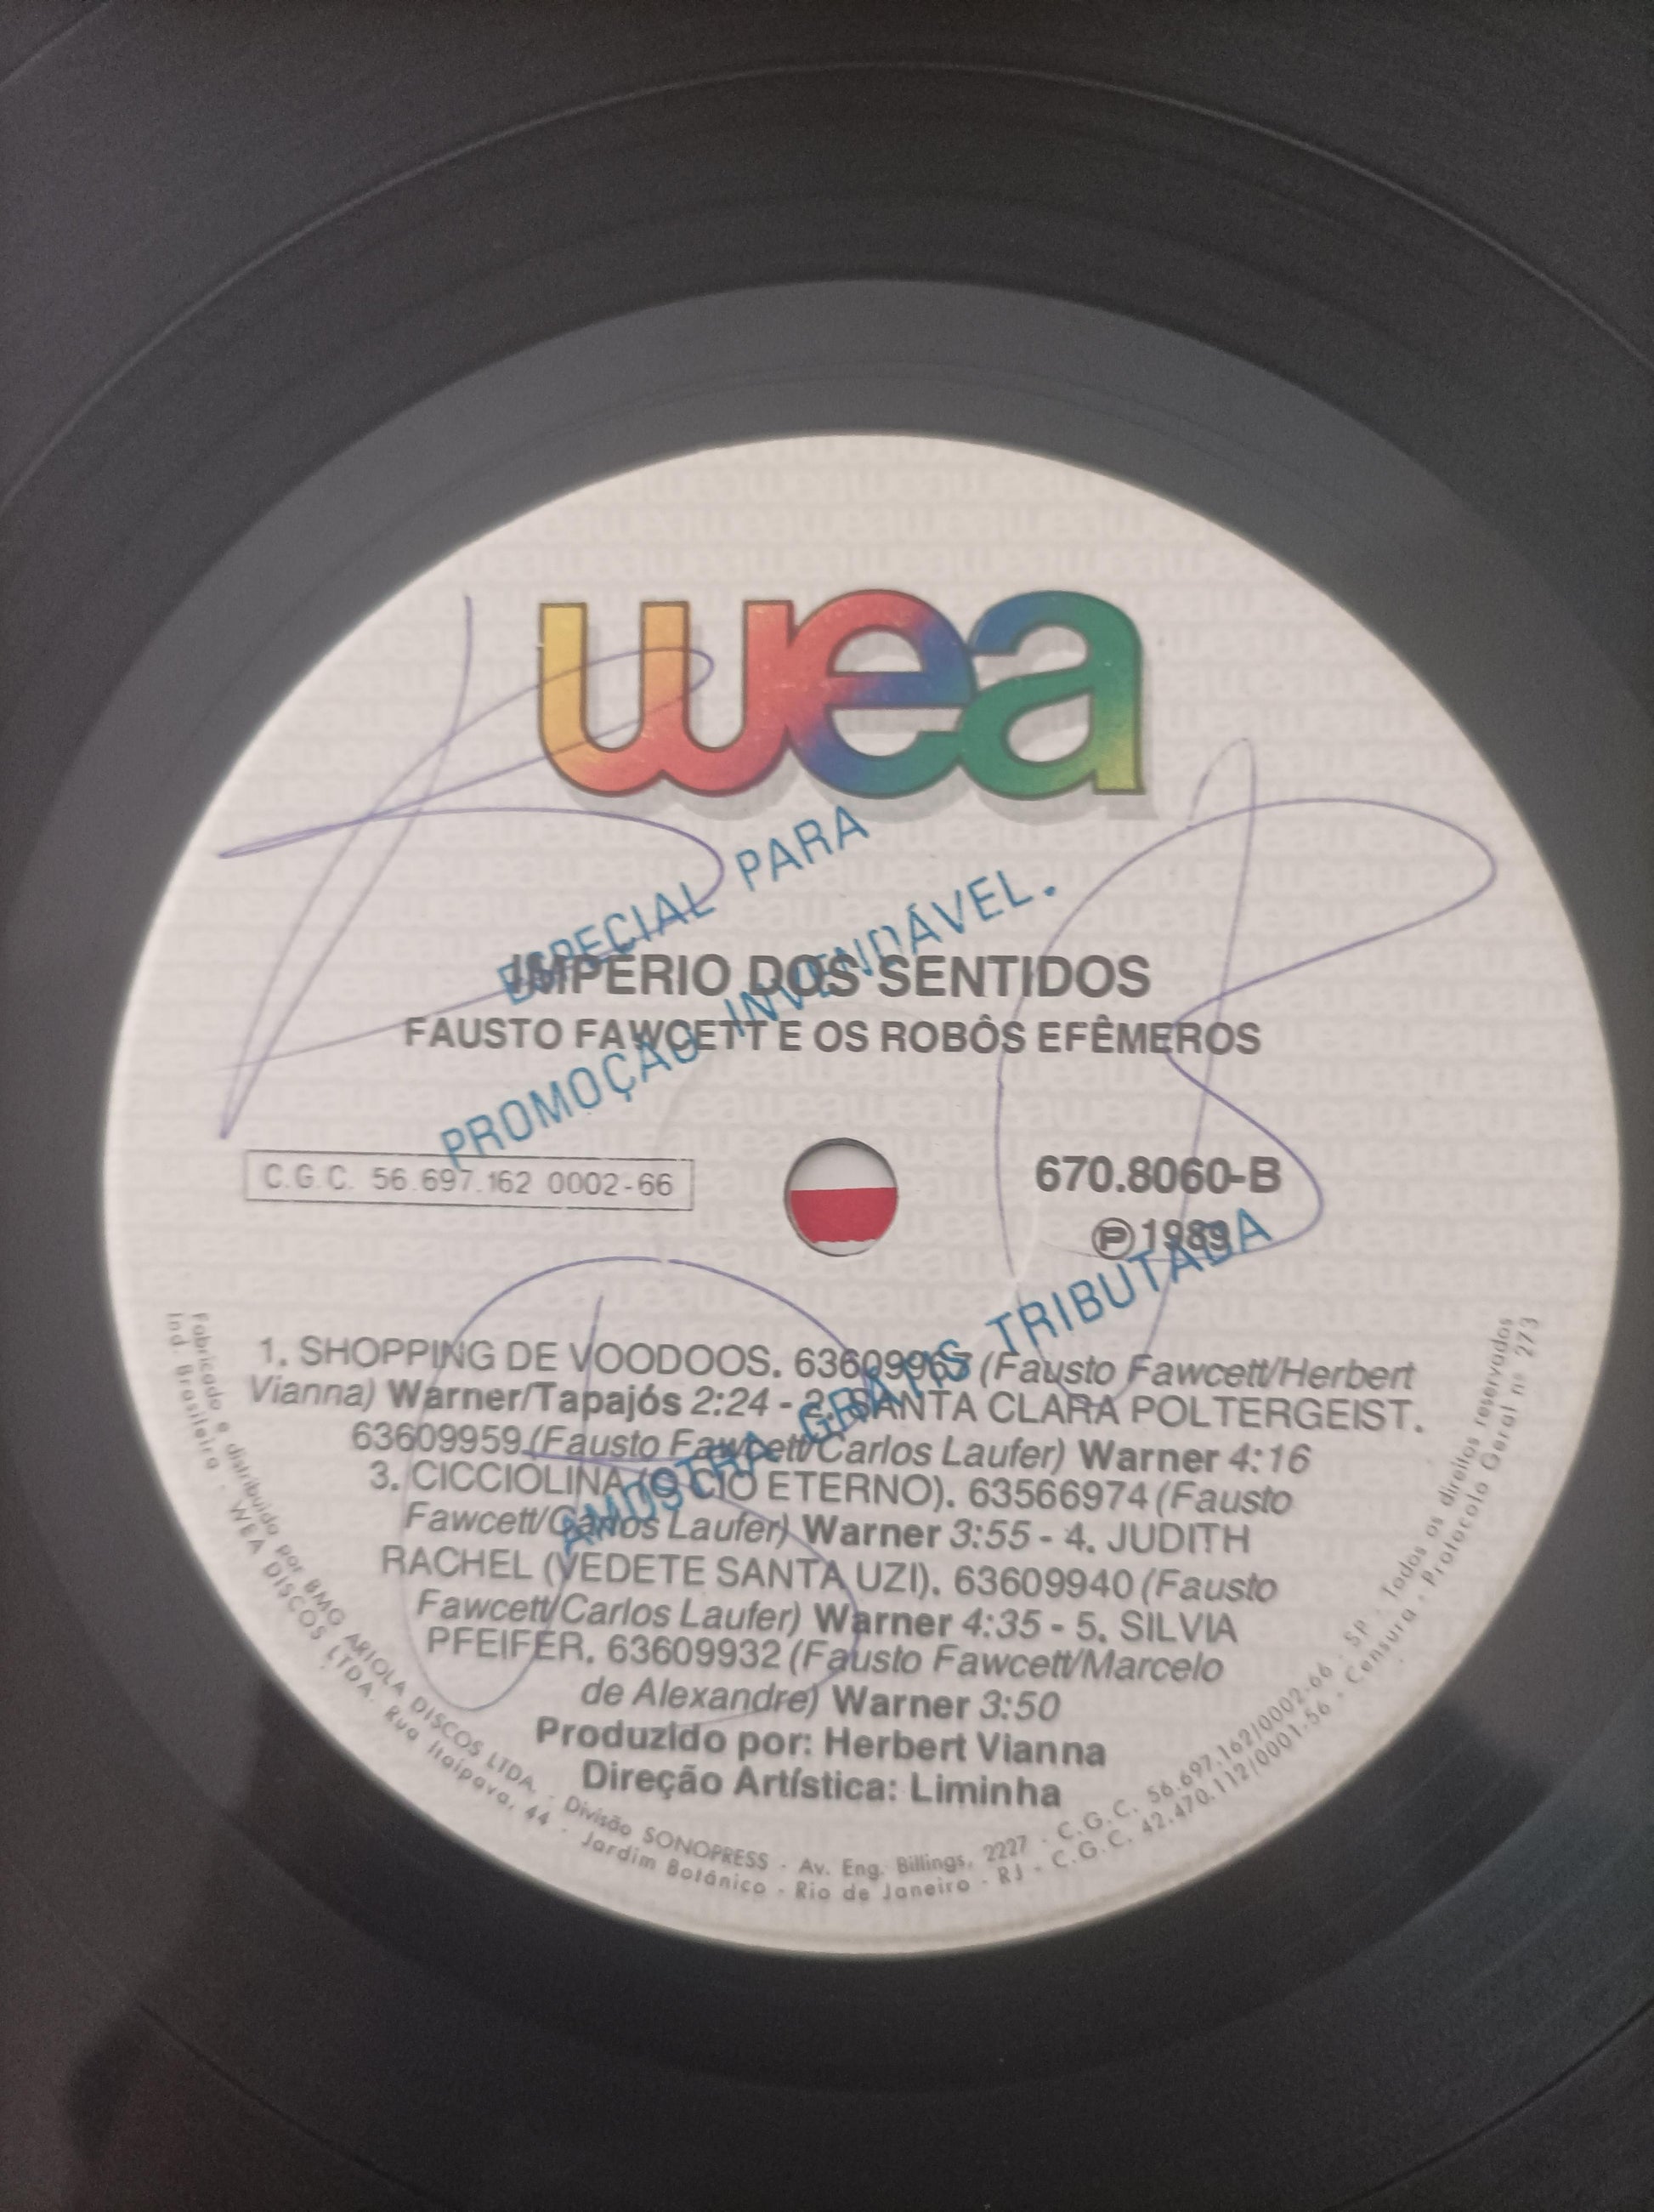 wea
ESPECIAL PARA
PROMOÇÃO INVENDÁVEL.
IMPÉRIO DOS SENTIDOS
FAUSTO FAWCETT E OS ROBÔS EFÊMEROS
C.G.C. 56.697.162 0002-66
670.8060-B
Ⓟ 1989
AMOSTRA GRÁTIS TRIBUTADA
1. SHOPPING DE VOODOOS. 63609967 (Fausto Fawcett/Herbert
Vianna) Warner/Tapajós 2:24 - 2. SANTA CLARA POLTERGEIST.
63609959 (Fausto Fawcett/Carlos Laufer) Warner 4:16
3. CICCIOLINA (O CIO ETERNO). 63566974 (Fausto
Fawcett/Carlos Laufer) Warner 3:55 - 4. JUDITH
RACHEL (VEDETE SANTA UZI). 63609940 (Fausto
Fawcett/Carlos Laufer) Warner 4:35 - 5. SILVIA
PFEIFER. 63609932 (Fausto Fawcett/Marcelo
de Alexandre) Warner 3:50
Produzido por: Herbert Vianna
Direção Artística: Liminha
Fabricado e distribuído por BMG ARIOLA DISCOS LTDA. - Divisão SONOPRESS - Av. Eng. Billings, 2227 - C.G.C. 56.697.162/0002-66 - SP - Todos os direitos reservados
Ind. Brasileira - WEA DISCOS LTDA. Rua Itaipava, 44 - Jardim Botânico - Rio de Janeiro - RJ - C.G.C. 42.470.112/0001-56 - Censura - Protocolo Geral nº 273